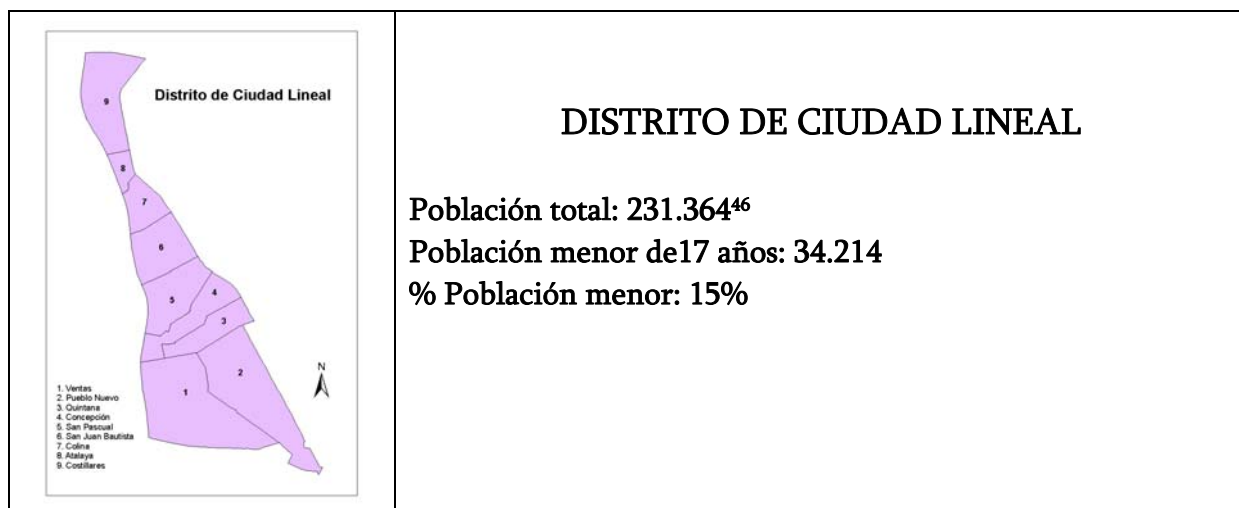 Distrito de Ciudad Lineal
9
8
7
6
5
4
3
2
1
N
1. Ventas
2. Pueblo Nuevo
3. Quintana
4. Concepción
5. San Pascual
6. San Juan Bautista
7. Colina
8. Atalaya
9. Costillares
DISTRITO DE CIUDAD LINEAL
Población total: 231.364⁴⁶
Población menor de17 años: 34.214
% Población menor: 15%